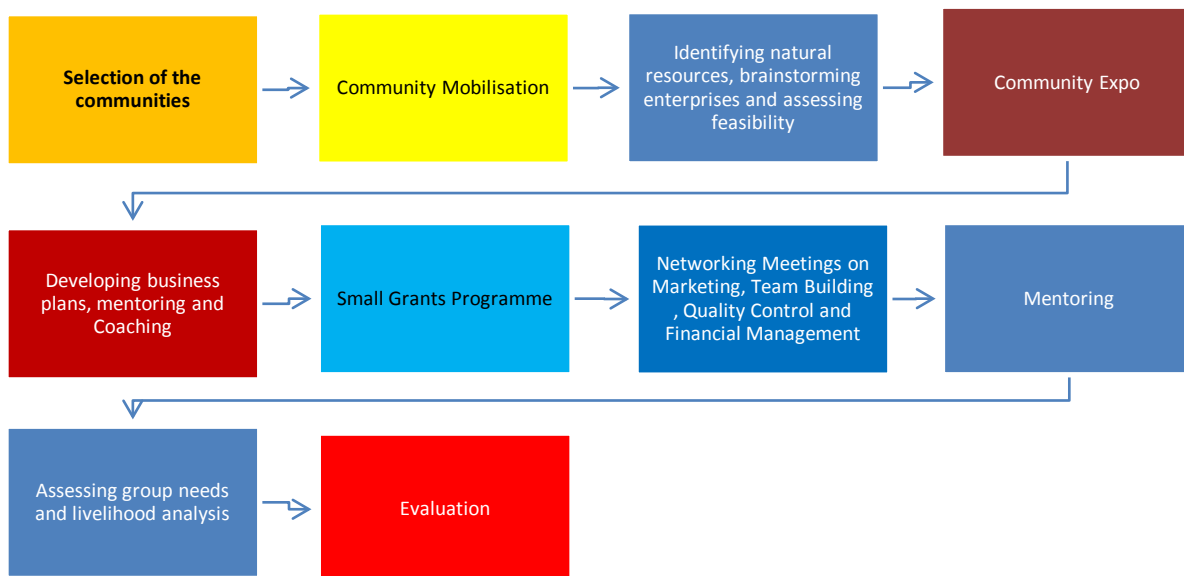 Selection of the
communities
Community Mobilisation
Identifying natural
resources, brainstorming
enterprises and assessing
feasibility
Community Expo
Developing business
plans, mentoring and
Coaching
Small Grants Programme
Networking Meetings on
Marketing, Team Building
, Quality Control and
Financial Management
Mentoring
Assessing group needs
and livelihood analysis
Evaluation